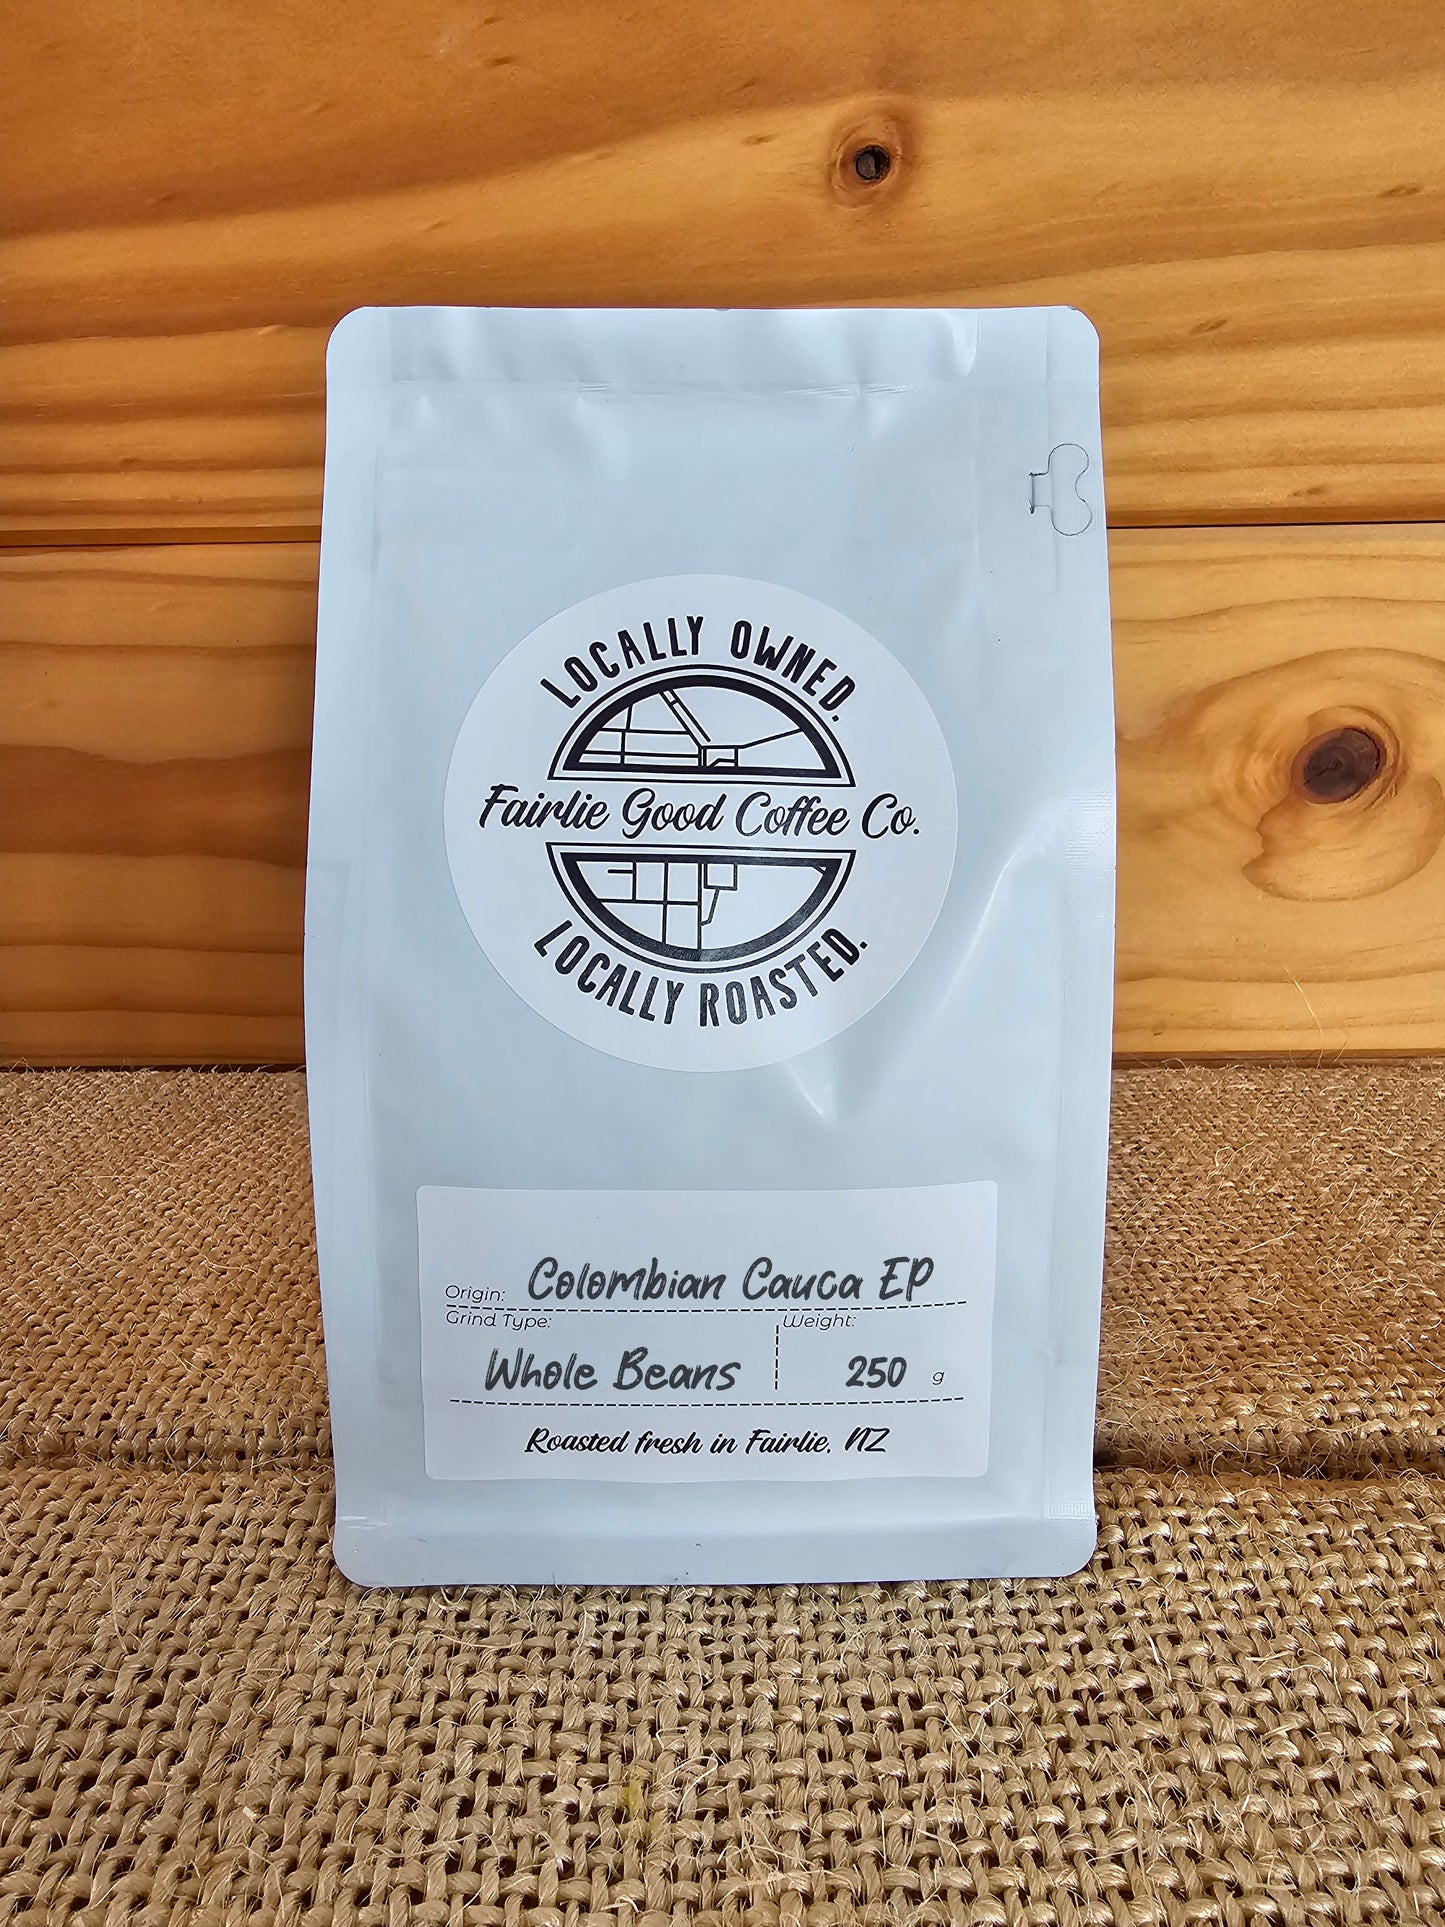 LOCALLY OWNED.
Fairlie Good Coffee Co.
LOCALLY ROASTED.
Origin: Colombian Cauca EP
Grind Type: Weight:
Whole Beans 250 g
Roasted fresh in Fairlie, NZ